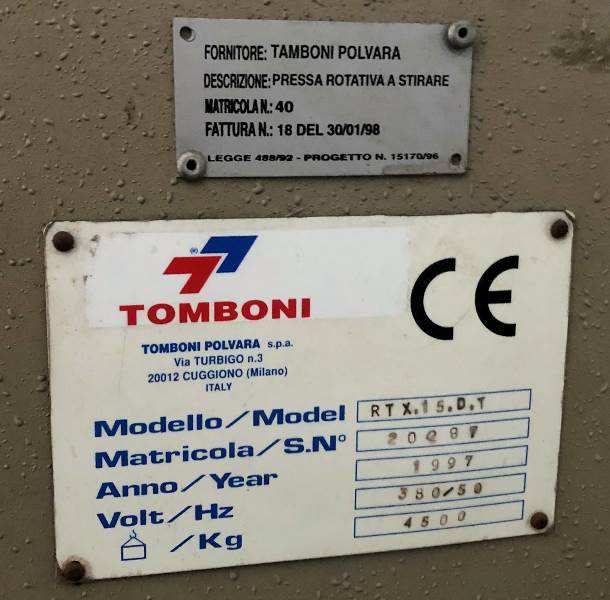 FORNITORE: TAMBONI POLVARA
DESCRIZIONE: PRESSA ROTATIVA A STIRARE
MATRICOLA N.: 40
FATTURA N.: 18 DEL 30/01/98
LEGGE 488/92 - PROGETTO N. 15170/96
®
TOMBONI
CE
TOMBONI POLVARA s.p.a.
Via TURBIGO n.3
20012 CUGGIONO (Milano)
ITALY
Modello/Model RTX.15.D.T
Matricola/S.Nº
Anno/Year 1997
Volt/Hz 380/50
/Kg 4500